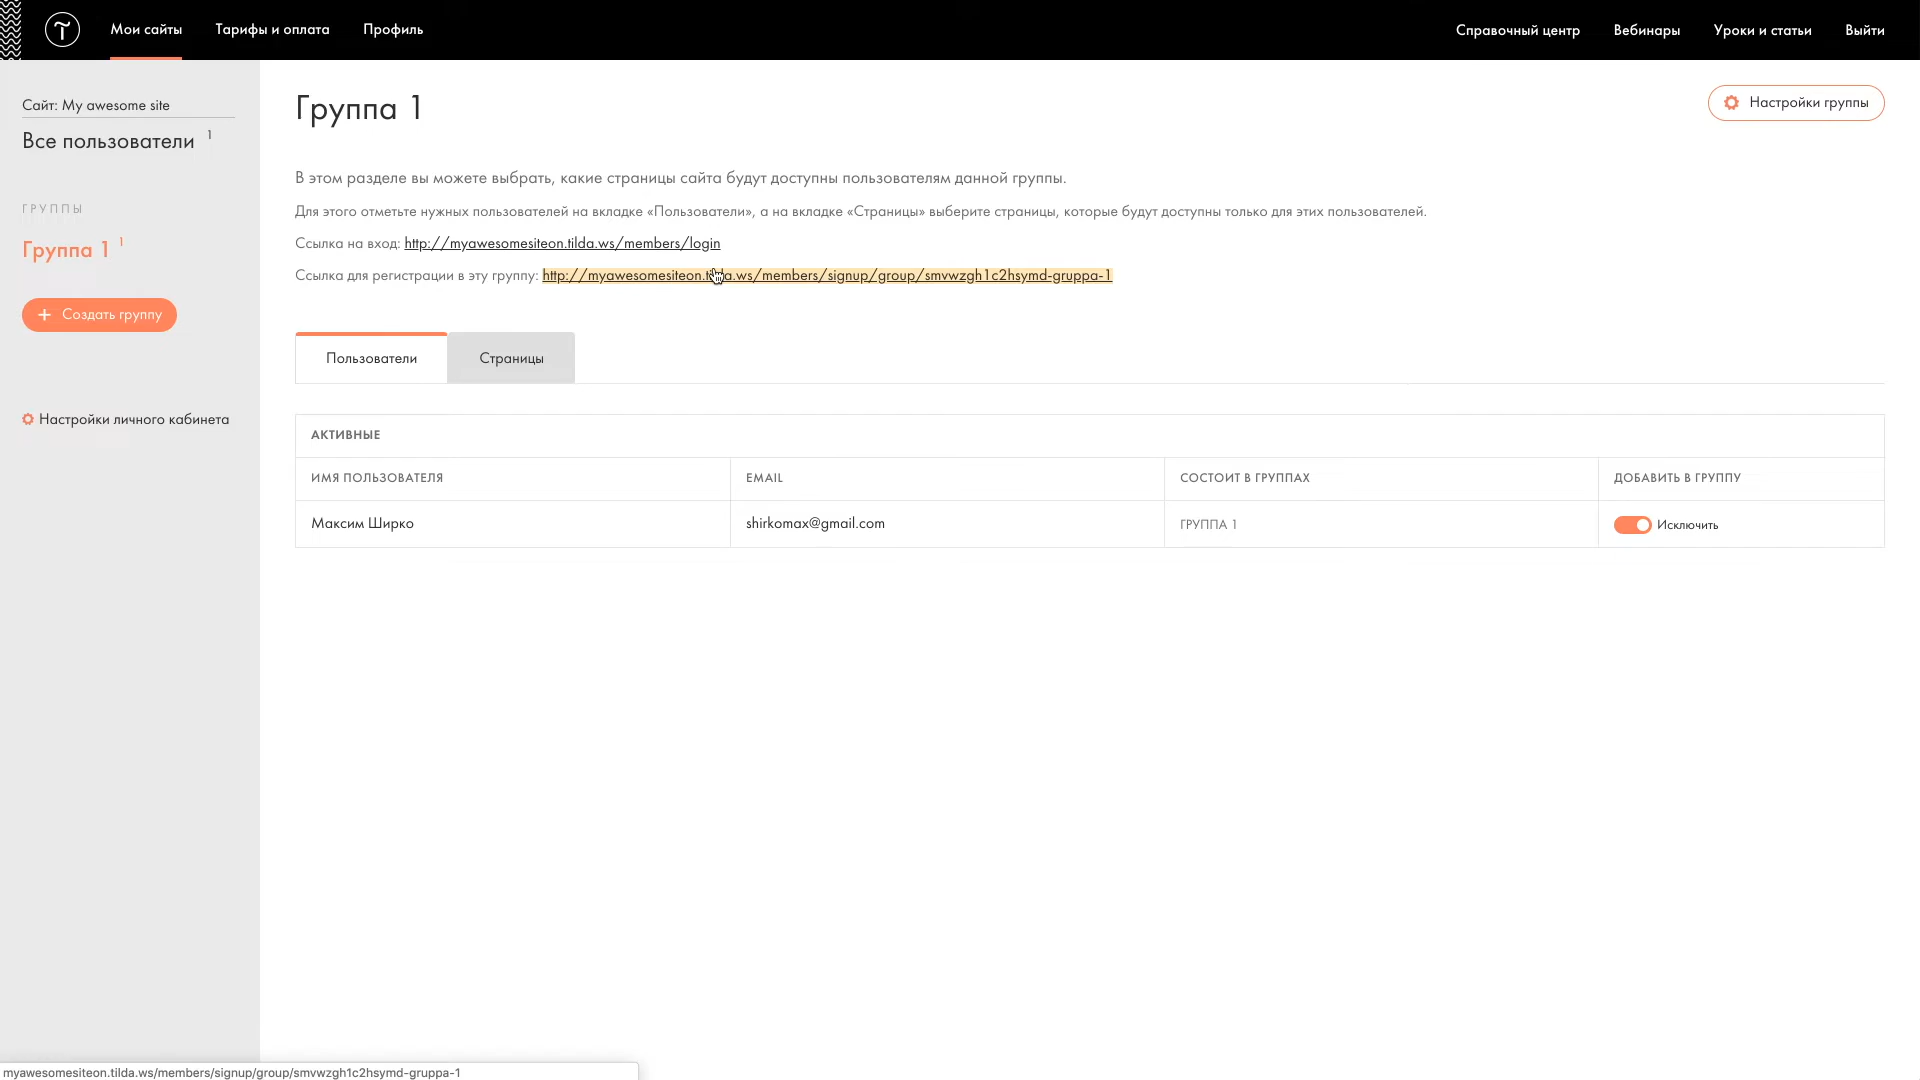 Мои сайты
Тарифы и оплата
Профиль
Справочный центр
Вебинары
Уроки и статьи
Выйти
Сайт: My awesome site
Все пользователи 1
ГРУППЫ
Группа 1 1
+ Создать группу
Настройки личного кабинета
Группа 1
Настройки группы
В этом разделе вы можете выбрать, какие страницы сайта будут доступны пользователям данной группы.
Для этого отметьте нужных пользователей на вкладке «Пользователи», а на вкладке «Страницы» выберите страницы, которые будут доступны только для этих пользователей.
Ссылка на вход: http://myawesomesiteon.tilda.ws/members/login
Ссылка для регистрации в эту группу: http://myawesomesiteon.tilda.ws/members/signup/group/smvwzgh1c2hsymd-gruppa-1
Пользователи
Страницы
АКТИВНЫЕ
ИМЯ ПОЛЬЗОВАТЕЛЯ
EMAIL
СОСТОИТ В ГРУППАХ
ДОБАВИТЬ В ГРУППУ
Максим Ширко
shirkomax@gmail.com
ГРУППА 1
Исключить
myawesomesiteon.tilda.ws/members/signup/group/smvwzgh1c2hsymd-gruppa-1